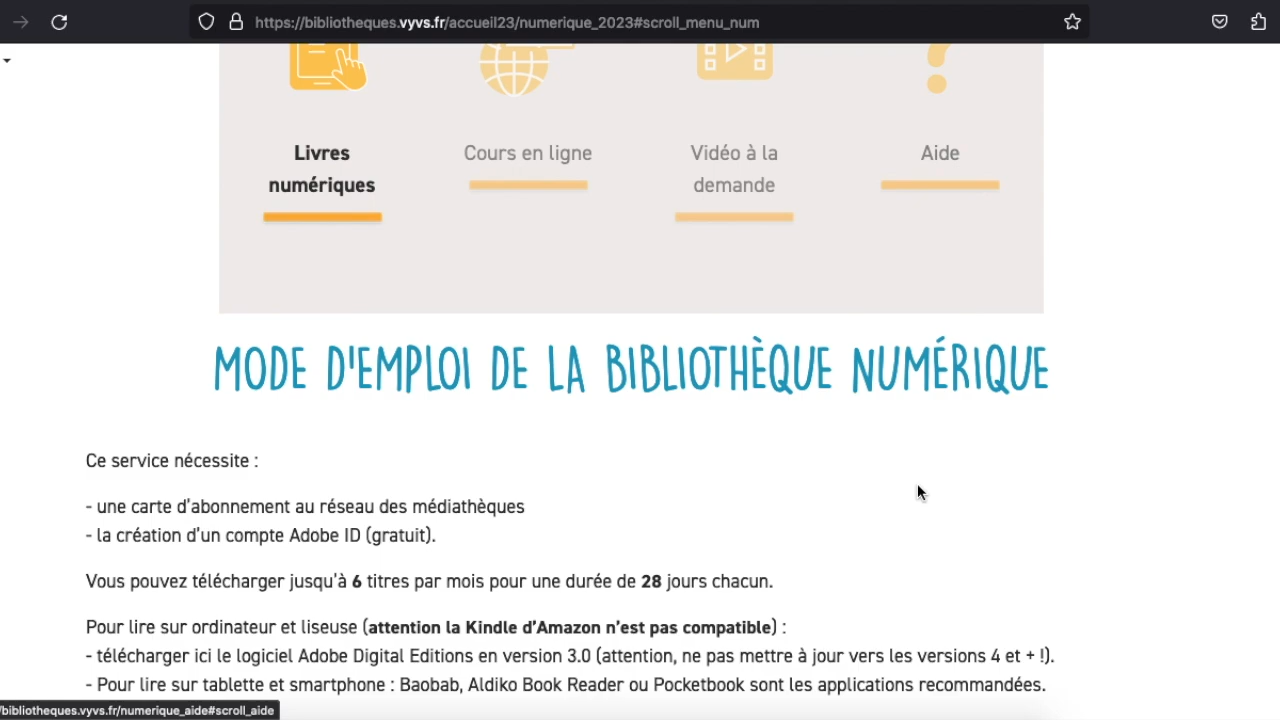 https://bibliotheques.vyvs.fr/accueil23/numerique_2023#scroll_menu_num
Livres
numériques
Cours en ligne
Vidéo à la
demande
Aide
MODE D'EMPLOI DE LA BIBLIOTHÈQUE NUMÉRIQUE
Ce service nécessite :
- une carte d'abonnement au réseau des médiathèques
- la création d'un compte Adobe ID (gratuit).
Vous pouvez télécharger jusqu'à 6 titres par mois pour une durée de 28 jours chacun.
Pour lire sur ordinateur et liseuse (attention la Kindle d'Amazon n'est pas compatible) :
- télécharger ici le logiciel Adobe Digital Editions en version 3.0 (attention, ne pas mettre à jour vers les versions 4 et + !).
- Pour lire sur tablette et smartphone : Baobab, Aldiko Book Reader ou Pocketbook sont les applications recommandées.
/bibliotheques.vyvs.fr/numerique_aide#scroll_aide